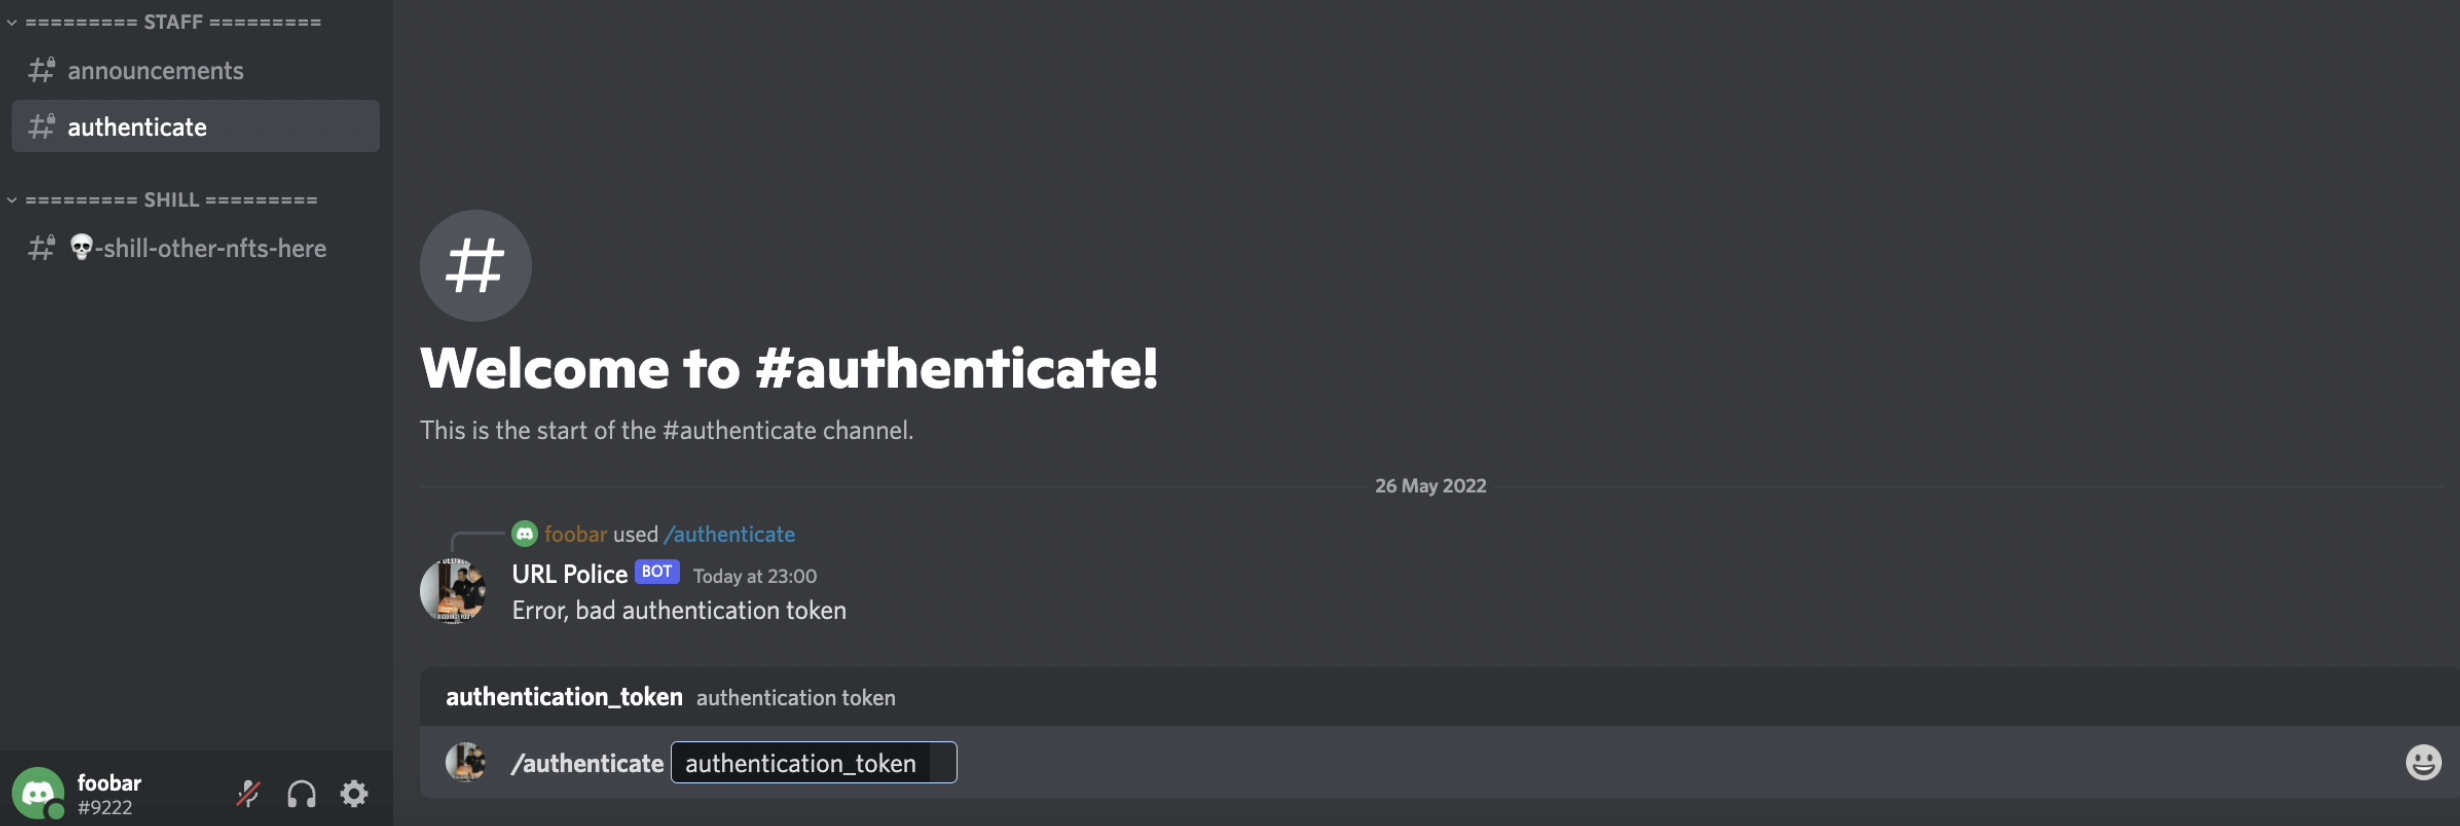 ========= STAFF =========
announcements
authenticate
========= SHILL =========
💀-shill-other-nfts-here
foobar
#9222
Welcome to #authenticate!
This is the start of the #authenticate channel.
26 May 2022
foobar used /authenticate
URL Police BOT Today at 23:00
Error, bad authentication token
authentication_token authentication token
/authenticate authentication_token